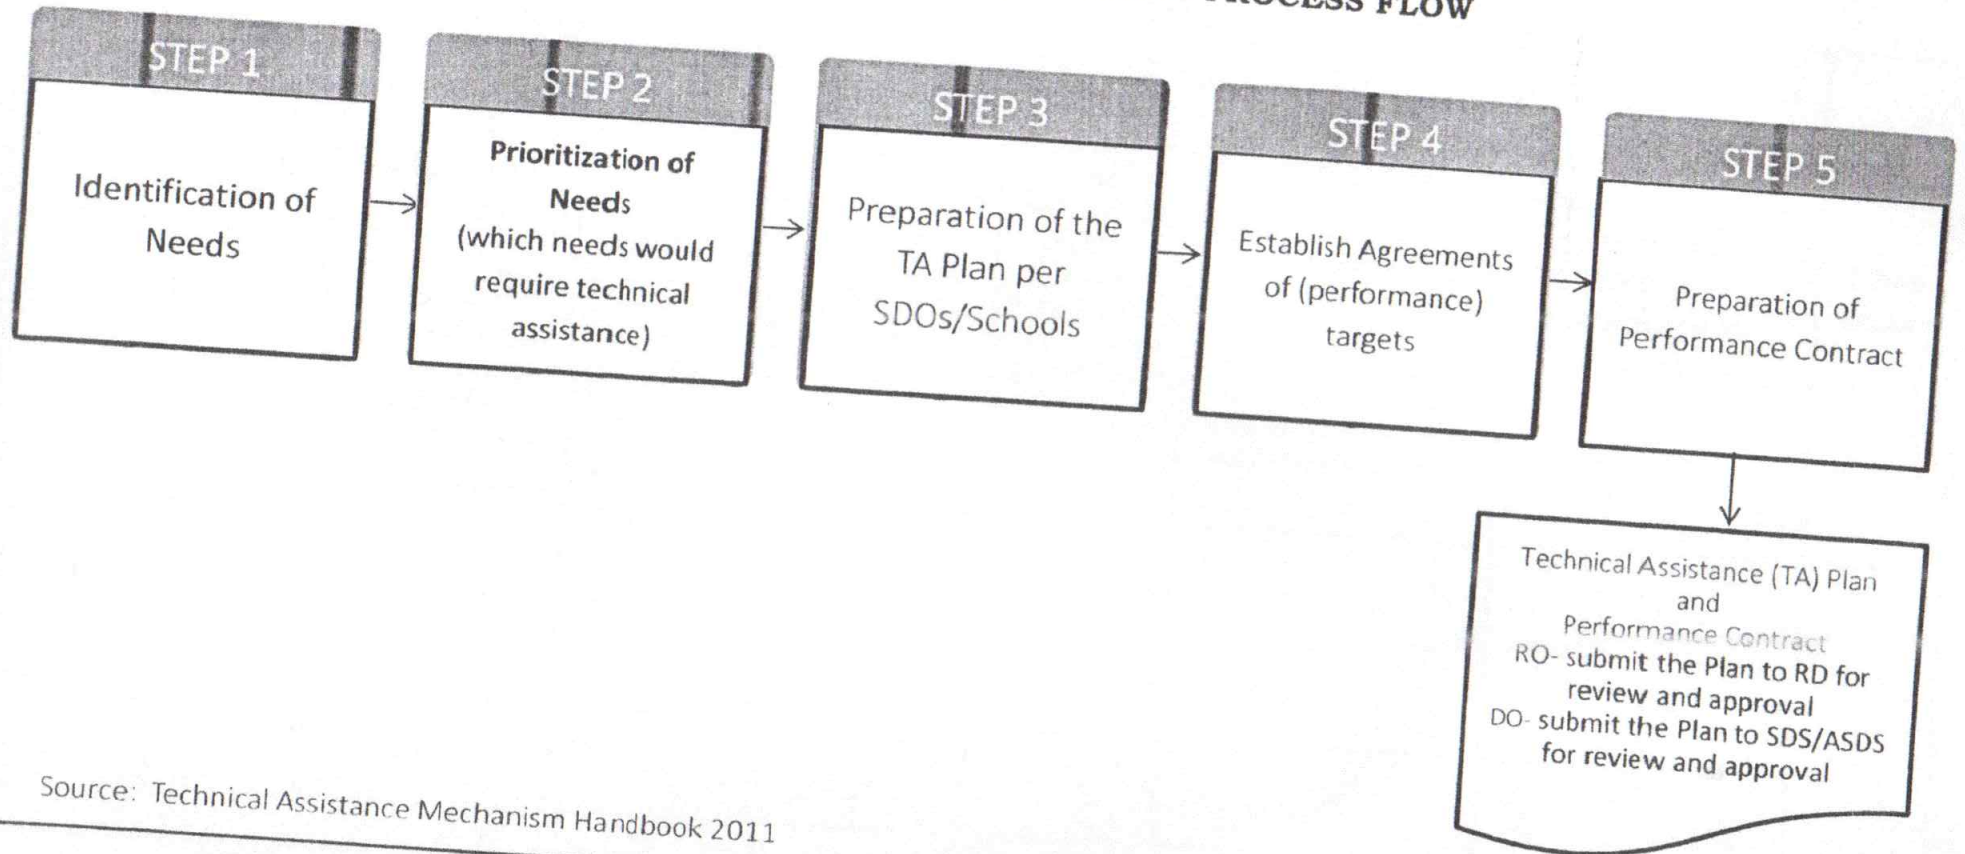 PROCESS FLOW
STEP 1
Identification of
Needs
STEP 2
Prioritization of
Needs
(which needs would
require technical
assistance)
STEP 3
Preparation of the
TA Plan per
SDOs/Schools
STEP 4
Establish Agreements
of (performance)
targets
STEP 5
Preparation of
Performance Contract
Technical Assistance (TA) Plan
and
Performance Contract
RO- submit the Plan to RD for
review and approval
DO- submit the Plan to SDS/ASDS
for review and approval
Source: Technical Assistance Mechanism Handbook 2011